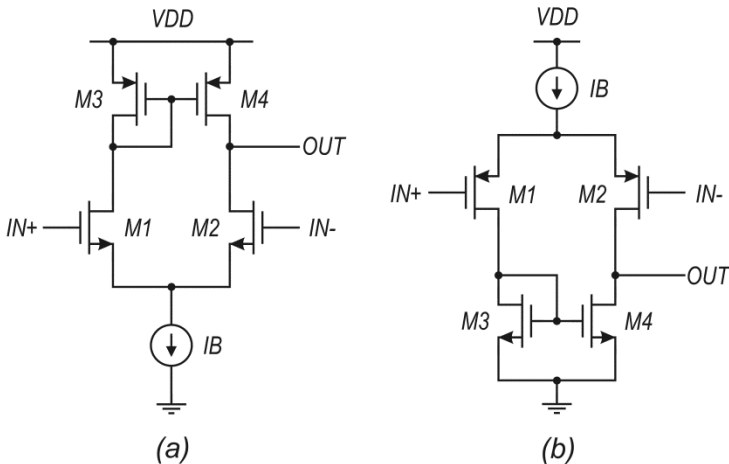 VDD
M3
M4
OUT
IN+
M1
M2
IN-
IB
(a)
VDD
IB
IN+
M1
M2
IN-
OUT
M3
M4
(b)